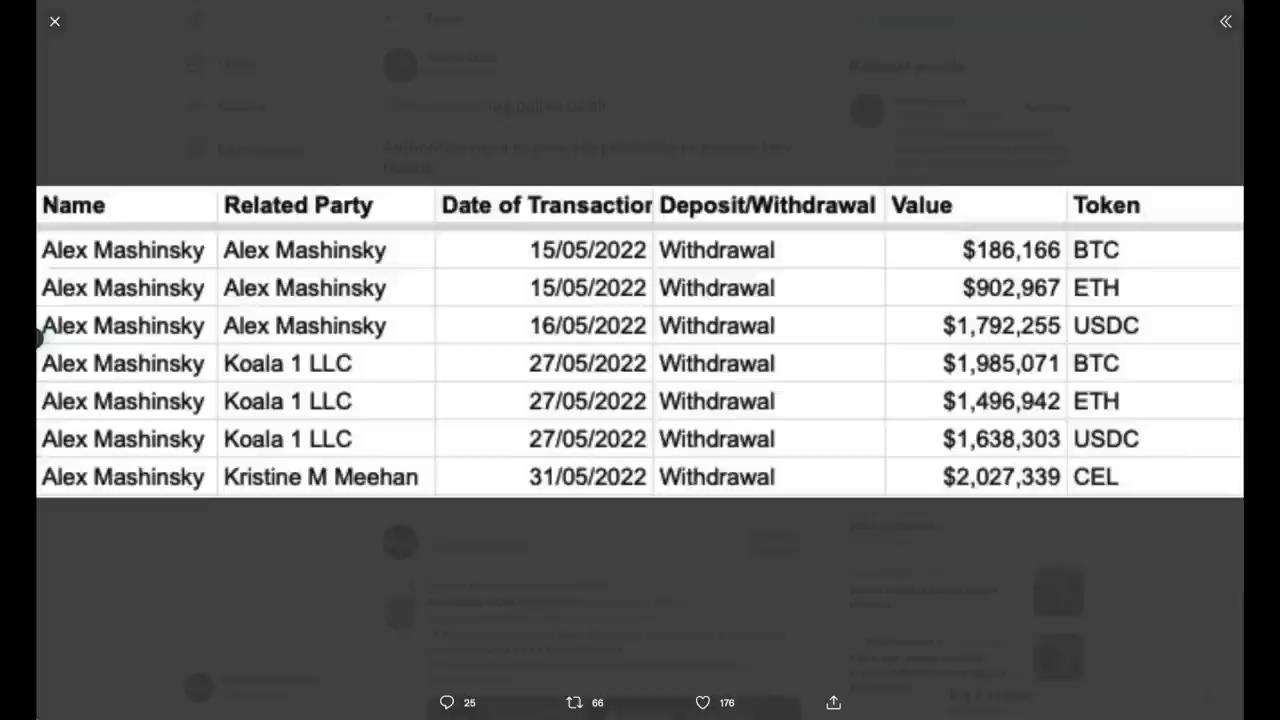 Name Related Party Date of Transaction Deposit/Withdrawal Value Token
Alex Mashinsky Alex Mashinsky 15/05/2022 Withdrawal $186,166 BTC
Alex Mashinsky Alex Mashinsky 15/05/2022 Withdrawal $902,967 ETH
Alex Mashinsky Alex Mashinsky 16/05/2022 Withdrawal $1,792,255 USDC
Alex Mashinsky Koala 1 LLC 27/05/2022 Withdrawal $1,985,071 BTC
Alex Mashinsky Koala 1 LLC 27/05/2022 Withdrawal $1,496,942 ETH
Alex Mashinsky Koala 1 LLC 27/05/2022 Withdrawal $1,638,303 USDC
Alex Mashinsky Kristine M Meehan 31/05/2022 Withdrawal $2,027,339 CEL
25 66 176